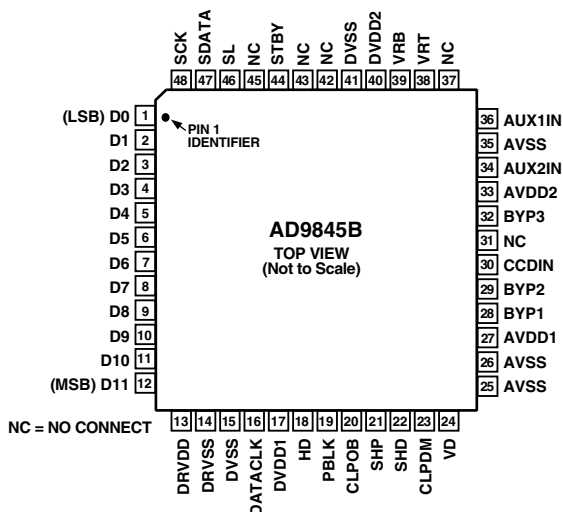 SCK
SDATA
SL
NC
STBY
NC
NC
DVSS
DVDD2
VRB
VRT
NC
48 47 46 45 44 43 42 41 40 39 38 37
(LSB) D0 1
D1 2
D2 3
D3 4
D4 5
D5 6
D6 7
D7 8
D8 9
D9 10
D10 11
(MSB) D11 12
PIN 1
IDENTIFIER
AD9845B
TOP VIEW
(Not to Scale)
36 AUX1IN
35 AVSS
34 AUX2IN
33 AVDD2
32 BYP3
31 NC
30 CCDIN
29 BYP2
28 BYP1
27 AVDD1
26 AVSS
25 AVSS
13 14 15 16 17 18 19 20 21 22 23 24
DRVDD
DRVSS
DVSS
DATACLK
DVDD1
HD
PBLK
CLPOB
SHP
SHD
CLPDM
VD
NC = NO CONNECT